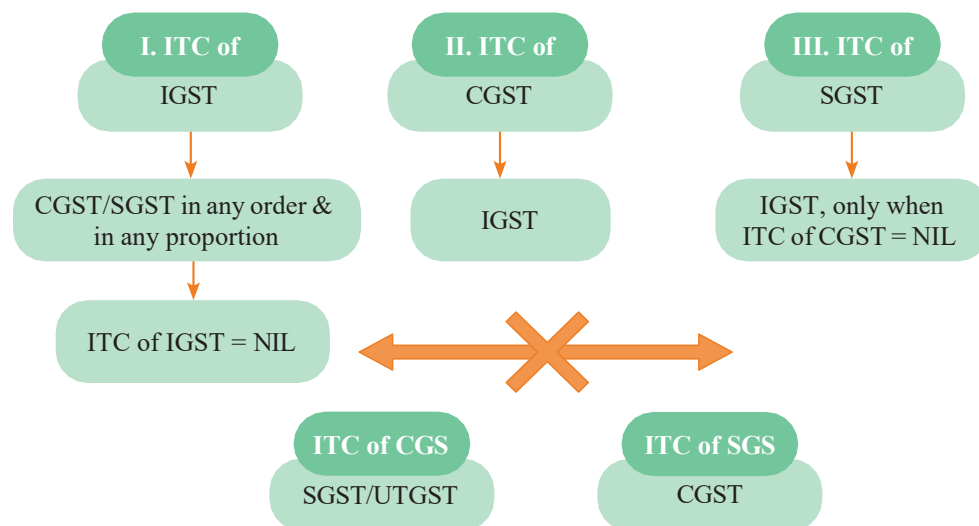 I. ITC of
IGST
CGST/SGST in any order &
in any proportion
ITC of IGST = NIL
II. ITC of
CGST
IGST
III. ITC of
SGST
IGST, only when
ITC of CGST = NIL
ITC of CGS
SGST/UTGST
ITC of SGS
CGST